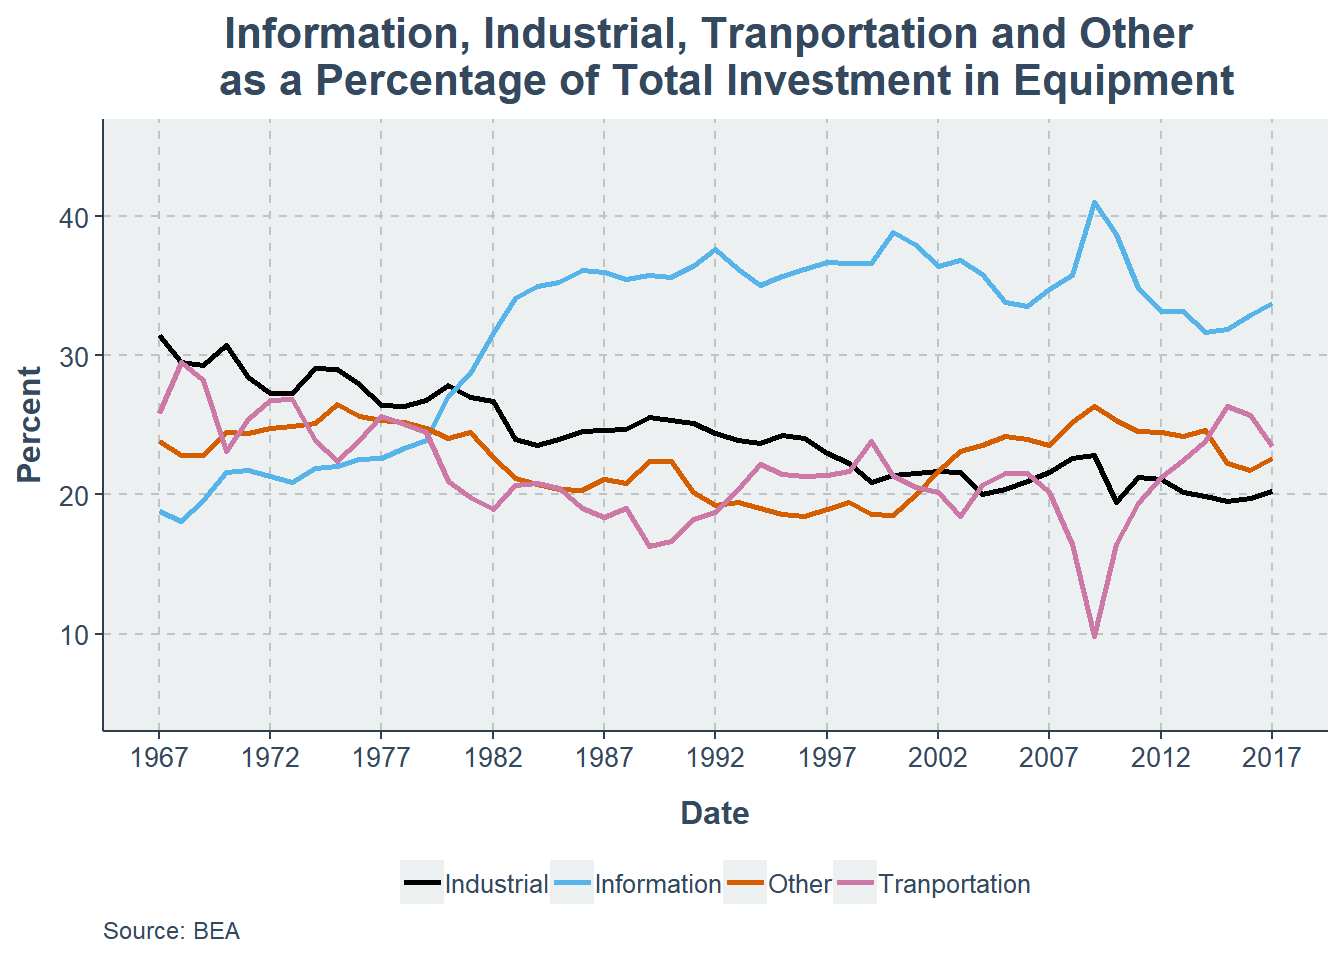 Information, Industrial, Tranportation and Other
as a Percentage of Total Investment in Equipment
Percent
40
30
20
10
1967 1972 1977 1982 1987 1992 1997 2002 2007 2012 2017
Date
Industrial Information Other Tranportation
Source: BEA